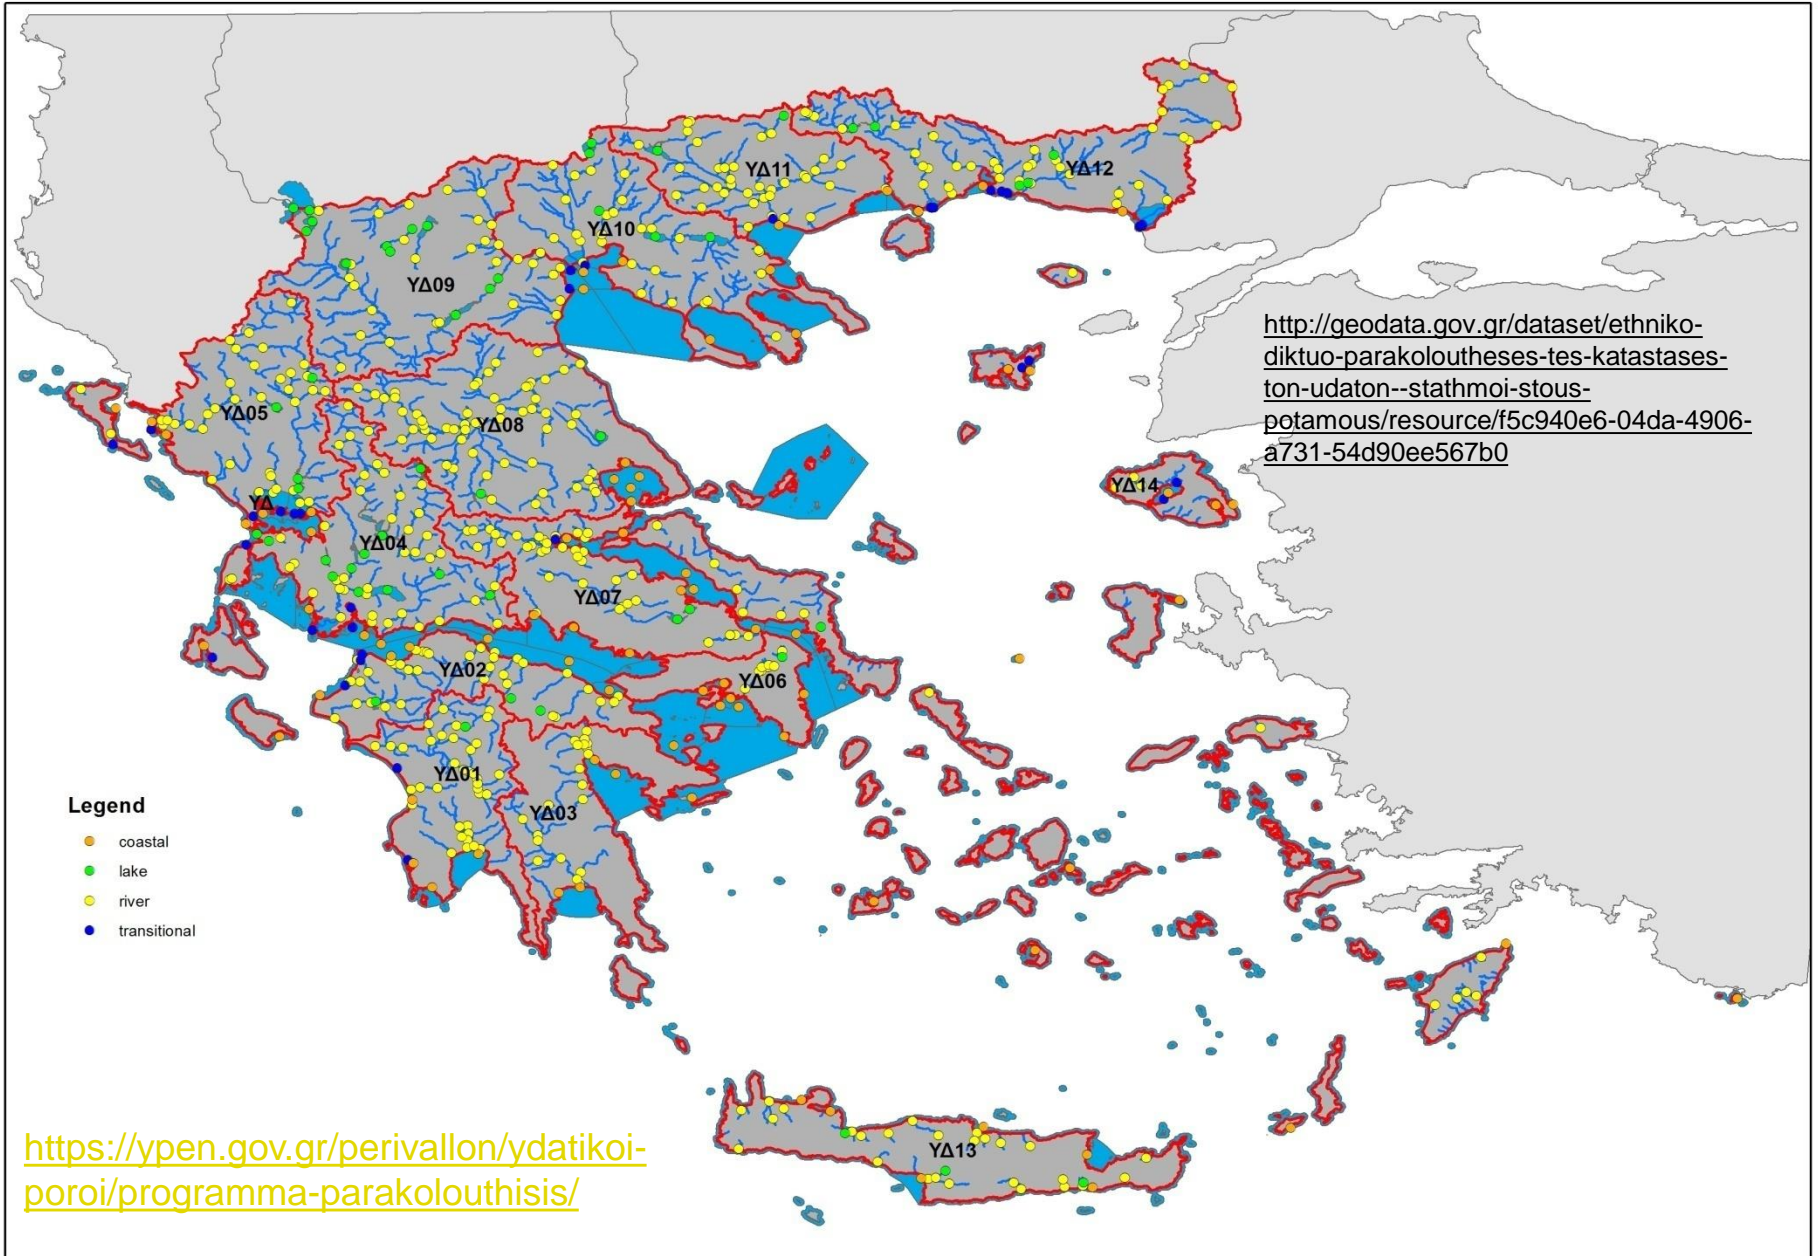 ΥΔ11
ΥΔ12
ΥΔ10
ΥΔ09
http://geodata.gov.gr/dataset/ethniko-
diktuo-parakoloutheses-tes-katastases-
ton-udaton--stathmoi-stous-
potamous/resource/f5c940e6-04da-4906-
a731-54d90ee567b0
ΥΔ05
ΥΔ08
ΥΔ14
ΥΔ
ΥΔ04
ΥΔ07
ΥΔ02
ΥΔ06
ΥΔ01
ΥΔ03
Legend
coastal
lake
river
transitional
ΥΔ13
https://ypen.gov.gr/perivallon/ydatikoi-
poroi/programma-parakolouthisis/